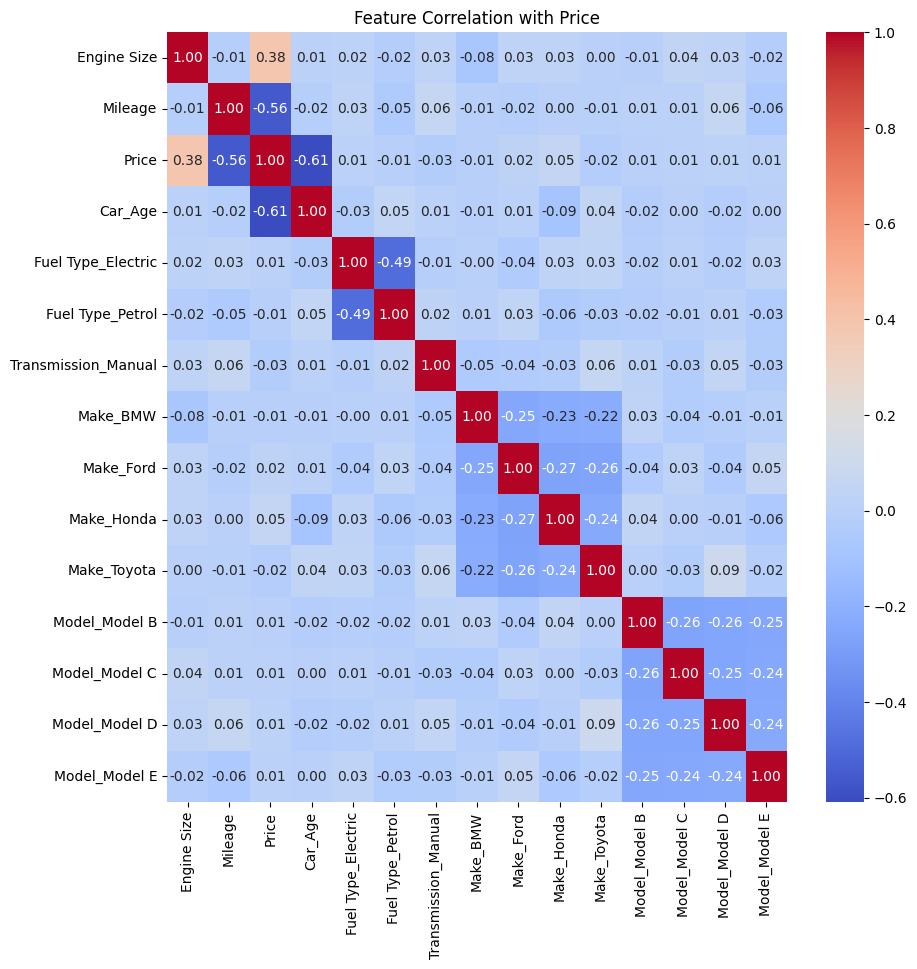 Feature Correlation with Price
Engine Size 1.00 -0.01 0.38 0.01 0.02 -0.02 0.03 -0.08 0.03 0.03 0.00 -0.01 0.04 0.03 -0.02
Mileage -0.01 1.00 -0.56 -0.02 0.03 -0.05 0.06 -0.01 -0.02 0.00 -0.01 0.01 0.01 0.06 -0.06
Price 0.38 -0.56 1.00 -0.61 0.01 -0.01 -0.03 -0.01 0.02 0.05 -0.02 0.01 0.01 0.01 0.01
Car_Age 0.01 -0.02 -0.61 1.00 -0.03 0.05 0.01 -0.01 0.01 -0.09 0.04 -0.02 0.00 -0.02 0.00
Fuel Type_Electric 0.02 0.03 0.01 -0.03 1.00 -0.49 -0.01 -0.00 -0.04 0.03 0.03 -0.02 0.01 -0.02 0.03
Fuel Type_Petrol -0.02 -0.05 -0.01 0.05 -0.49 1.00 0.02 0.01 0.03 -0.06 -0.03 -0.02 -0.01 0.01 -0.03
Transmission_Manual 0.03 0.06 -0.03 0.01 -0.01 0.02 1.00 -0.05 -0.04 -0.03 0.06 0.01 -0.03 0.05 -0.03
Make_BMW -0.08 -0.01 -0.01 -0.01 -0.00 0.01 -0.05 1.00 -0.25 -0.23 -0.22 0.03 -0.04 -0.01 -0.01
Make_Ford 0.03 -0.02 0.02 0.01 -0.04 0.03 -0.04 -0.25 1.00 -0.27 -0.26 -0.04 0.03 -0.04 0.05
Make_Honda 0.03 0.00 0.05 -0.09 0.03 -0.06 -0.03 -0.23 -0.27 1.00 -0.24 0.04 0.00 -0.01 -0.06
Make_Toyota 0.00 -0.01 -0.02 0.04 0.03 -0.03 0.06 -0.22 -0.26 -0.24 1.00 0.00 -0.03 0.09 -0.02
Model_Model B -0.01 0.01 0.01 -0.02 -0.02 -0.02 0.01 0.03 -0.04 0.04 0.00 1.00 -0.26 -0.26 -0.25
Model_Model C 0.04 0.01 0.01 0.00 0.01 -0.01 -0.03 -0.04 0.03 0.00 -0.03 -0.26 1.00 -0.25 -0.24
Model_Model D 0.03 0.06 0.01 -0.02 -0.02 0.01 0.05 -0.01 -0.04 -0.01 0.09 -0.26 -0.25 1.00 -0.24
Model_Model E -0.02 -0.06 0.01 0.00 0.03 -0.03 -0.03 -0.01 0.05 -0.06 -0.02 -0.25 -0.24 -0.24 1.00
Engine Size
Mileage
Price
Car_Age
Fuel Type_Electric
Fuel Type_Petrol
Transmission_Manual
Make_BMW
Make_Ford
Make_Honda
Make_Toyota
Model_Model B
Model_Model C
Model_Model D
Model_Model E
1.0
0.8
0.6
0.4
0.2
0.0
−0.2
−0.4
−0.6